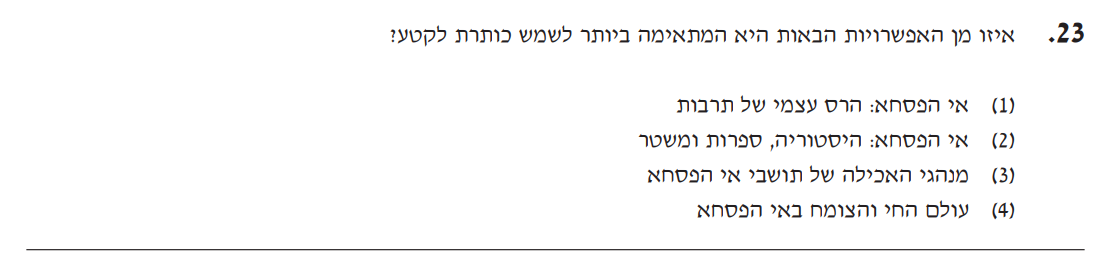 23. איזו מן האפשרויות הבאות היא המתאימה ביותר לשמש כותרת לקטע?
(1) אי הפסחא: הרס עצמי של תרבות
(2) אי הפסחא: היסטוריה, ספרות ומשטר
(3) מנהגי האכילה של תושבי אי הפסחא
(4) עולם החי והצומח באי הפסחא